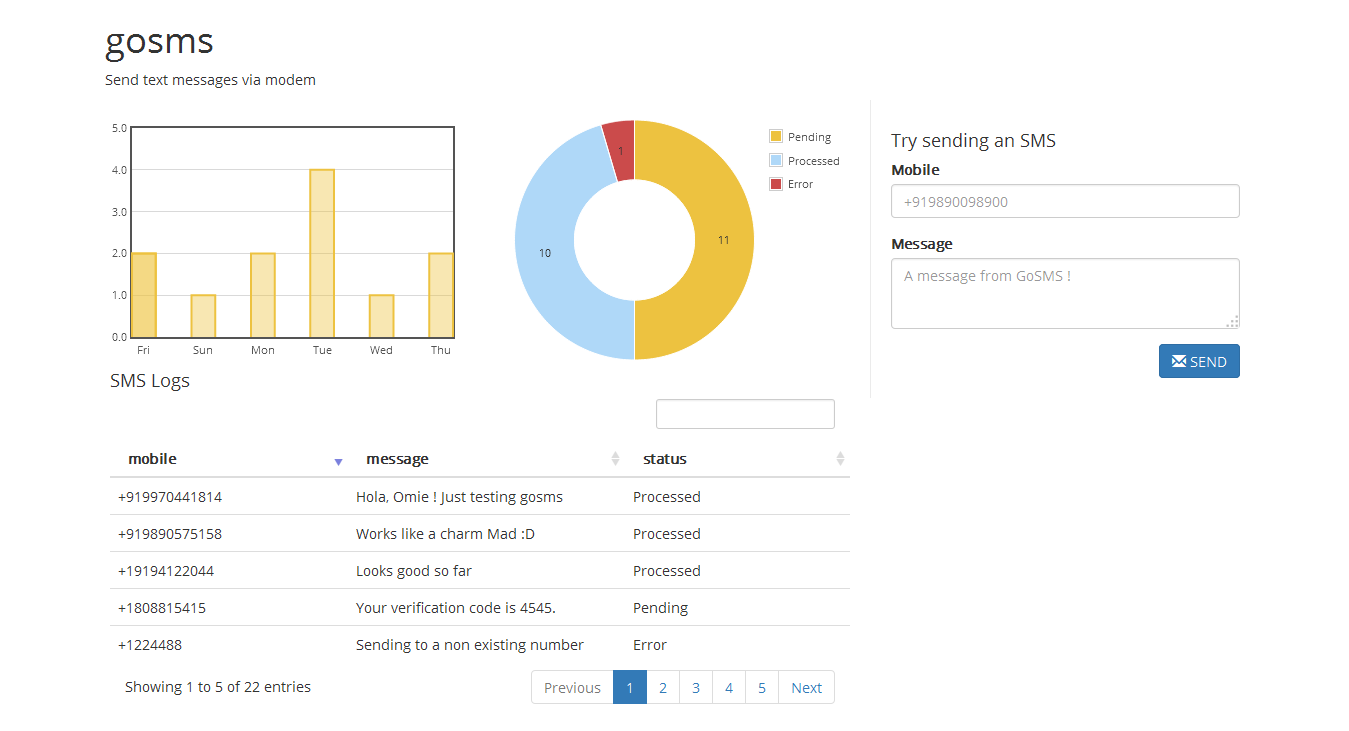 gosms
Send text messages via modem
5.0
4.0
3.0
2.0
1.0
0.0
Fri Sun Mon Tue Wed Thu
1
10
11
Pending
Processed
Error
Try sending an SMS
Mobile
+919890098900
Message
A message from GoSMS !
SEND
SMS Logs
mobile message status
+919970441814 Hola, Omie ! Just testing gosms Processed
+919890575158 Works like a charm Mad :D Processed
+19194122044 Looks good so far Processed
+1808815415 Your verification code is 4545. Pending
+1224488 Sending to a non existing number Error
Showing 1 to 5 of 22 entries Previous 1 2 3 4 5 Next